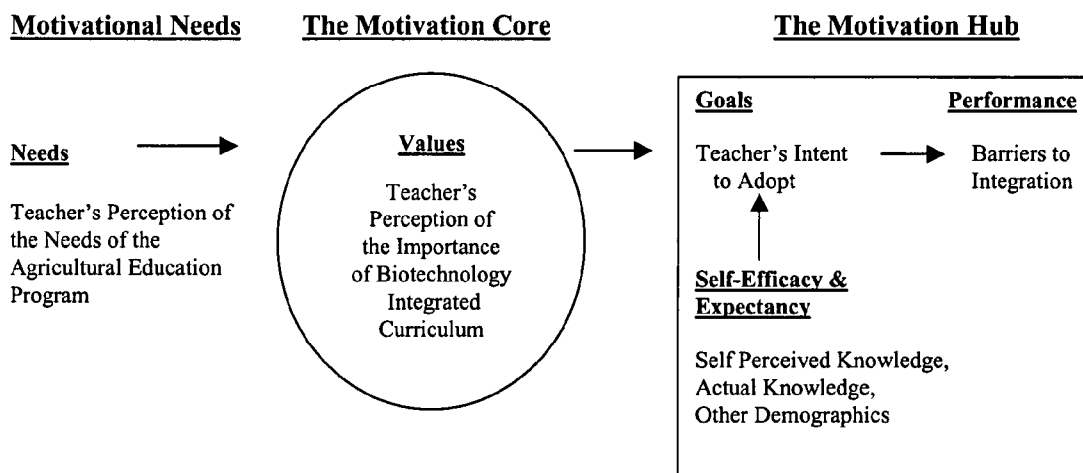 Motivational Needs
The Motivation Core
The Motivation Hub
Needs
Teacher's Perception of
the Needs of the
Agricultural Education
Program
Values
Teacher's
Perception of
the Importance
of Biotechnology
Integrated
Curriculum
Goals
Teacher's Intent
to Adopt
Performance
Barriers to
Integration
Self-Efficacy &
Expectancy
Self Perceived Knowledge,
Actual Knowledge,
Other Demographics